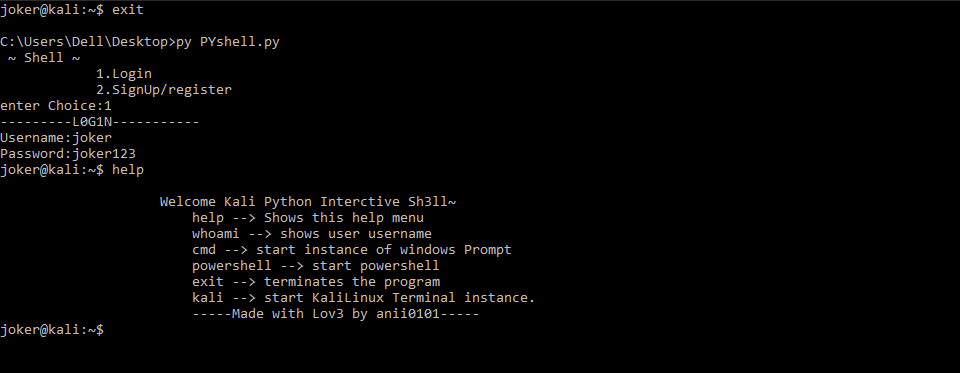 joker@kali:~$ exit
C:\Users\Dell\Desktop>py PYshell.py
~ Shell ~
1.Login
2.SignUp/register
enter Choice:1
---------L0G1N-----------
Username:joker
Password:joker123
joker@kali:~$ help
Welcome Kali Python Interctive Sh3ll~
help --> Shows this help menu
whoami --> shows user username
cmd --> start instance of windows Prompt
powershell --> start powershell
exit --> terminates the program
kali --> start KaliLinux Terminal instance.
-----Made with Lov3 by anii0101-----
joker@kali:~$